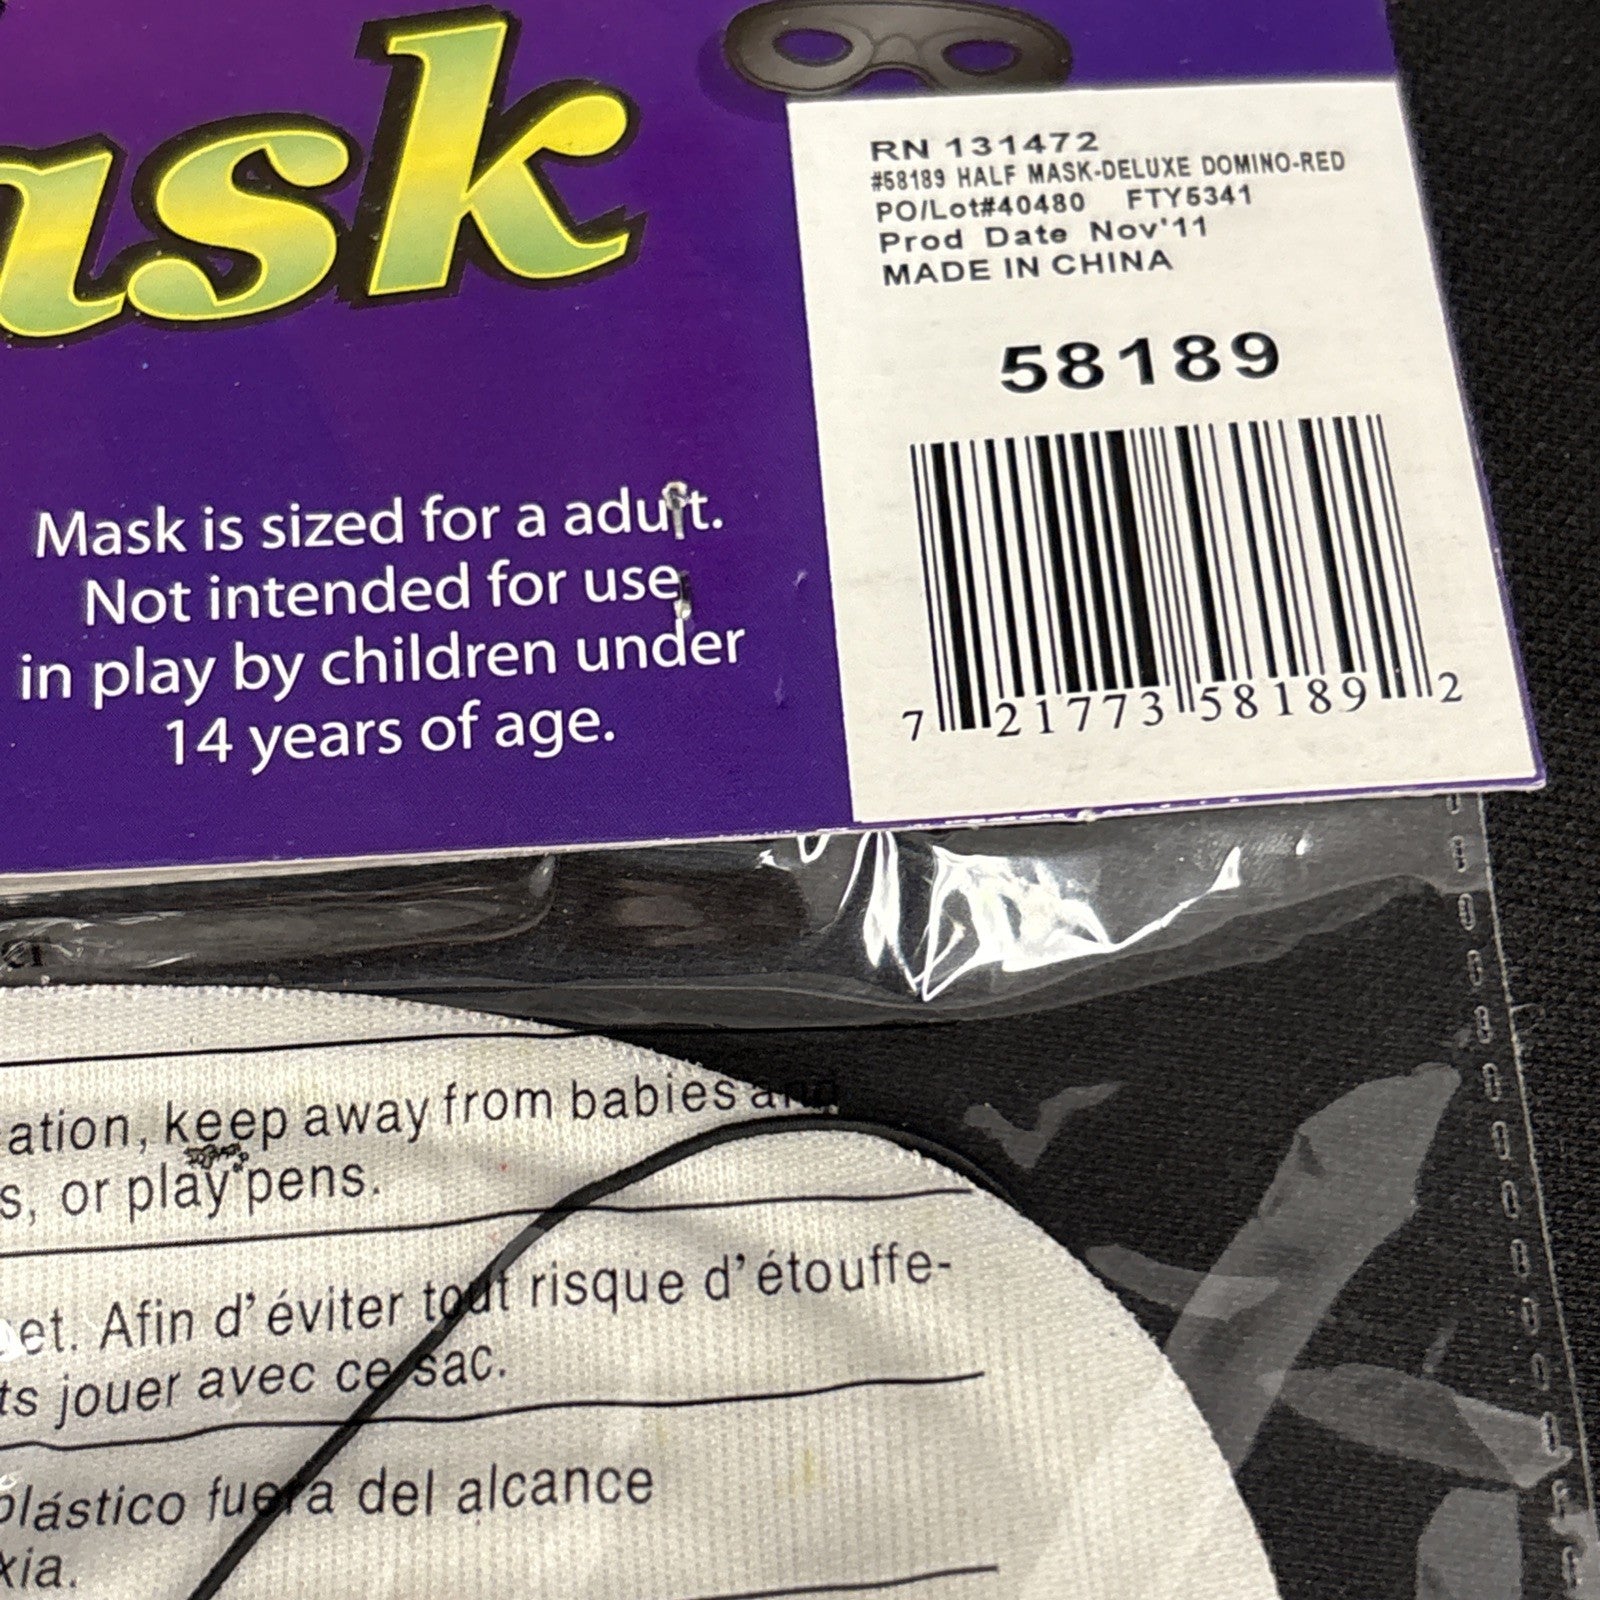 ask
RN 131472
#58189 HALF MASK-DELUXE DOMINO-RED
PO/Lot#40480 FTY5341
Prod Date Nov'11
MADE IN CHINA
58189
7 21773 58189 2
Mask is sized for a adult.
Not intended for use
in play by children under
14 years of age.
ation, keep away from babies and
s, or play pens.
et. Afin d'éviter tout risque d'étouffe-
ts jouer avec ce sac.
plástico fuera del alcance
xia.